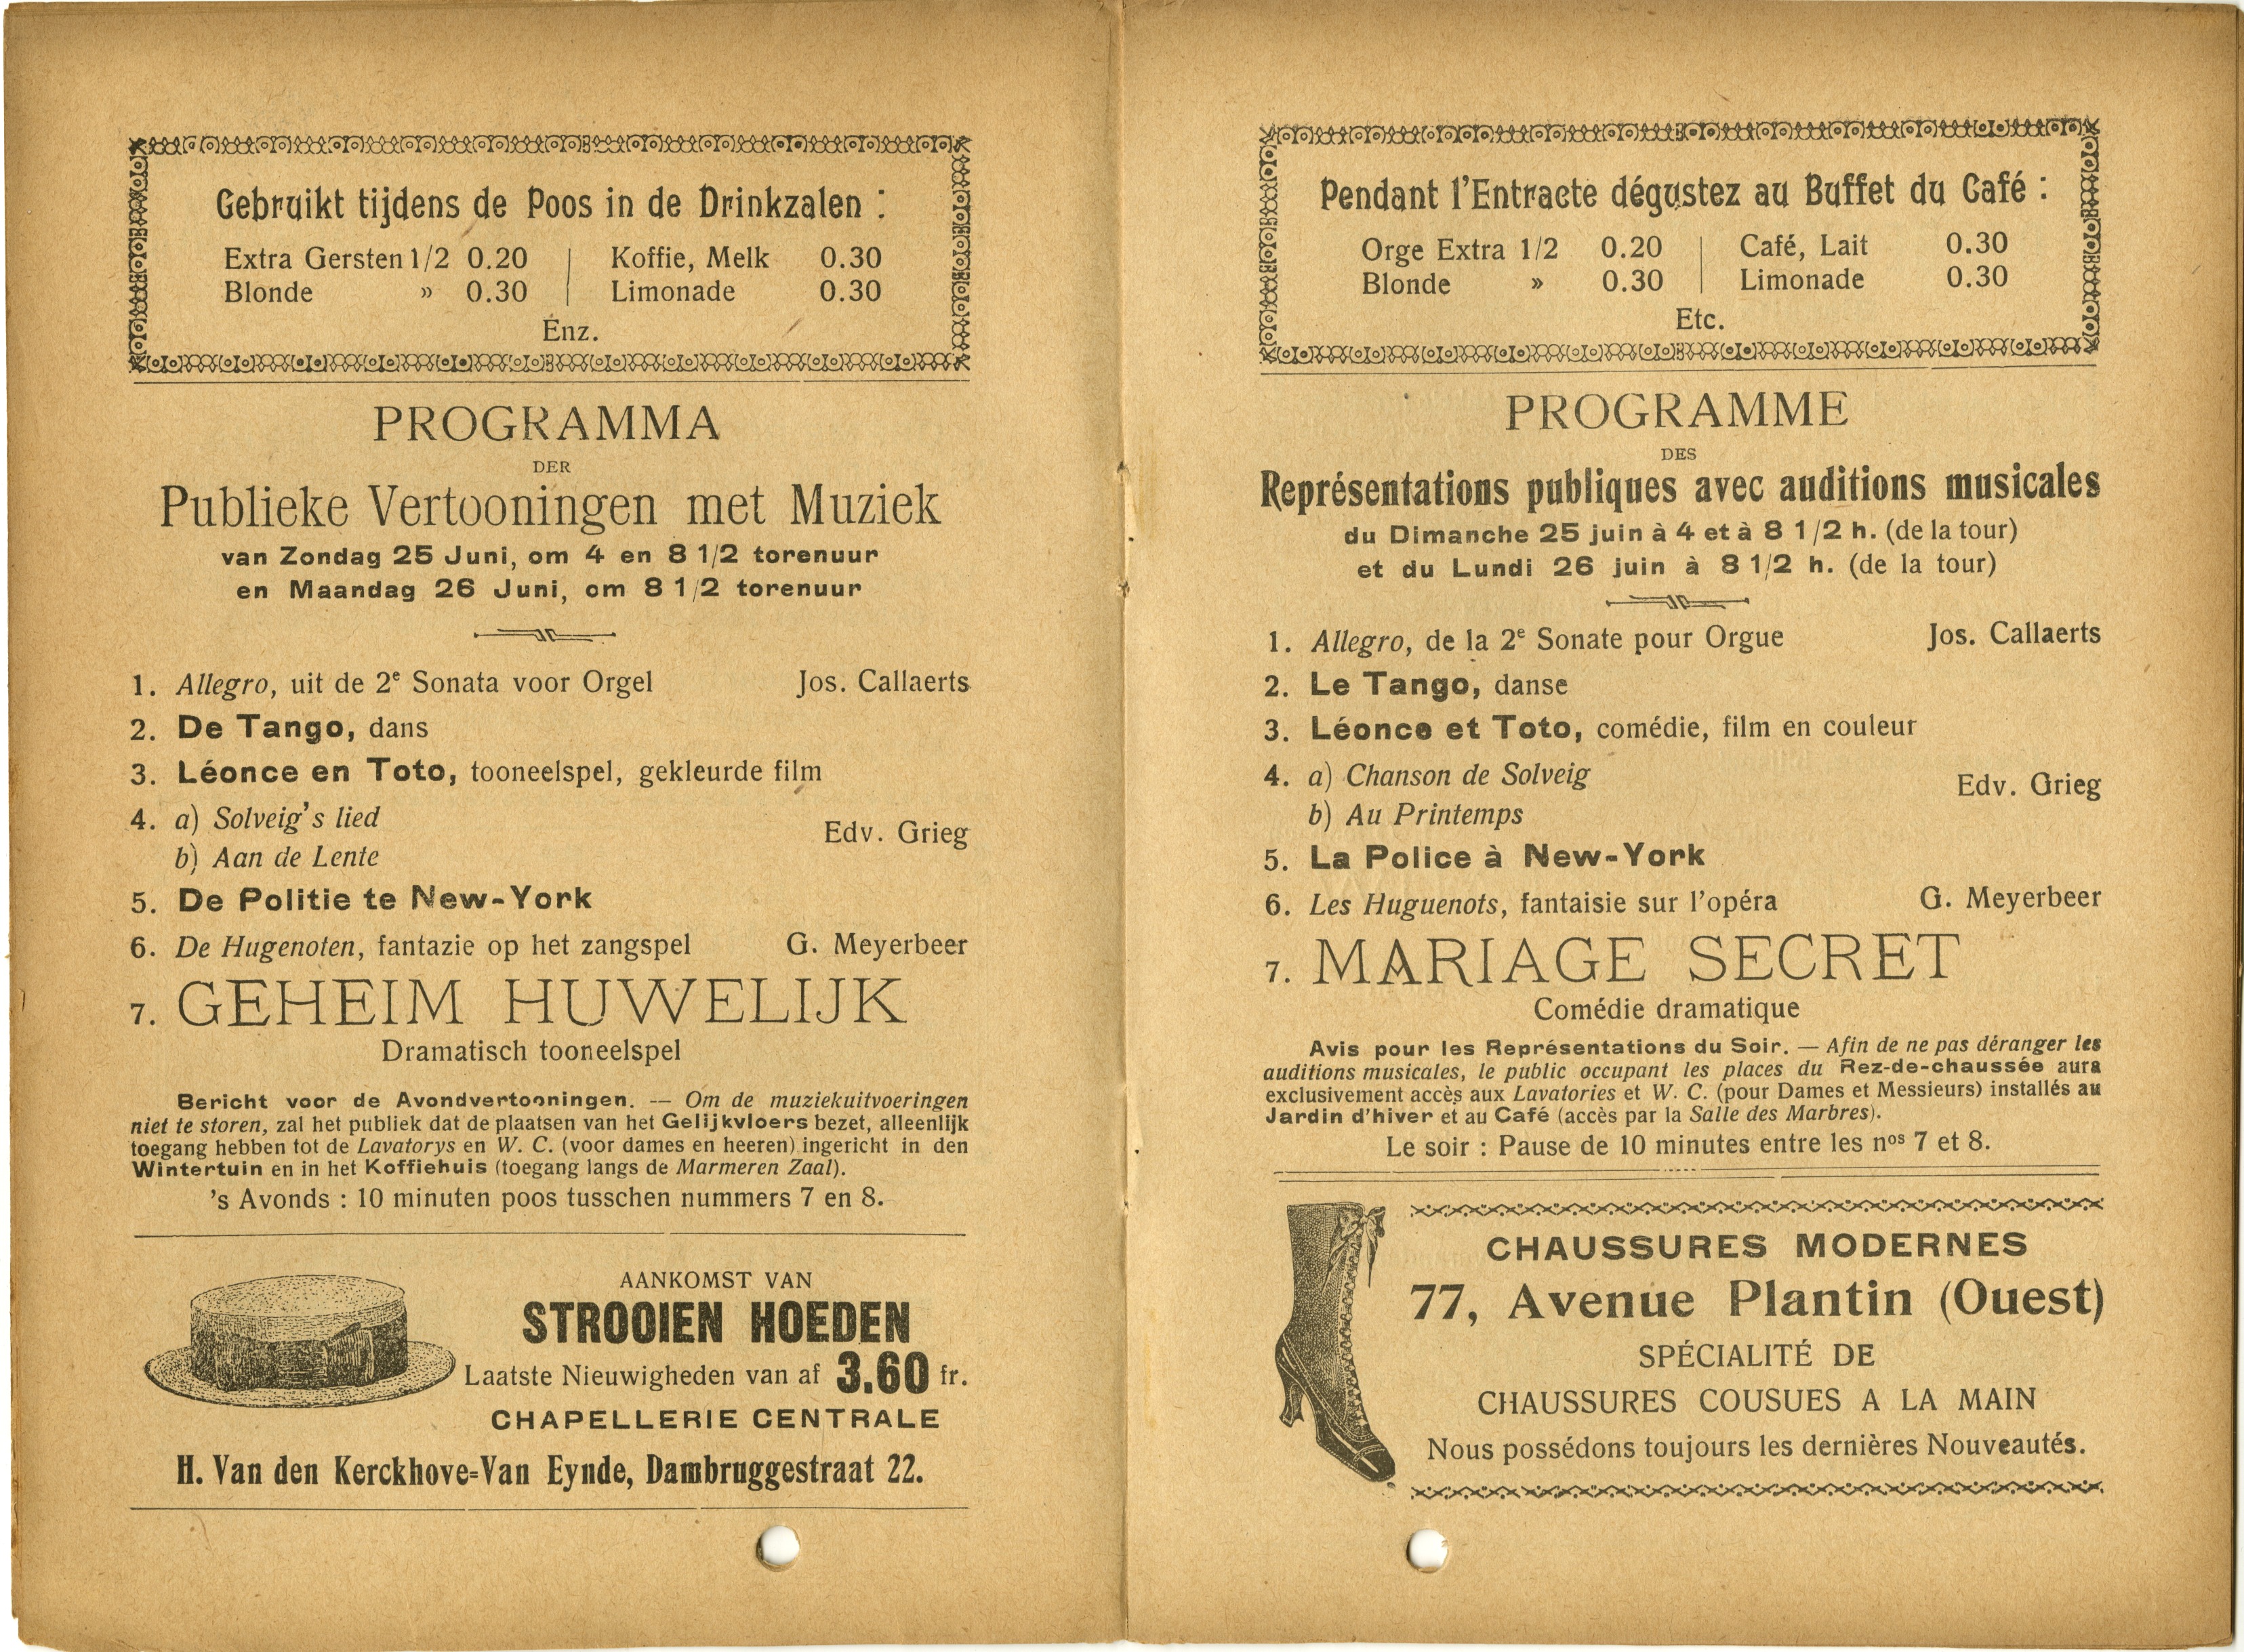 Gebruikt tijdens de Poos in de Drinkzalen :
Extra Gersten 1/2 0.20 Koffie, Melk 0.30
Blonde » 0.30 Limonade 0.30
Enz.
PROGRAMMA
DER
Publieke Vertooningen met Muziek
van Zondag 25 Juni, om 4 en 8 1/2 torenuur
en Maandag 26 Juni, om 8 1/2 torenuur
1. Allegro, uit de 2e Sonata voor Orgel Jos. Callaerts
2. De Tango, dans
3. Léonce en Toto, tooneelspel, gekleurde film
4. a) Solveig's lied
Edv. Grieg
b) Aan de Lente
5. De Politie te New-York
6. De Hugenoten, fantazie op het zangspel G. Meyerbeer
7. GEHEIM HUWELIJK
Dramatisch tooneelspel
Bericht voor de Avondvertooningen. — Om de muziekuitvoeringen
niet te storen, zal het publiek dat de plaatsen van het Gelijkvloers bezet, alleenlijk
toegang hebben tot de Lavatorys en W. C. (voor dames en heeren) ingericht in den
Wintertuin en in het Koffiehuis (toegang langs de Marmeren Zaal).
's Avonds : 10 minuten poos tusschen nummers 7 en 8.
AANKOMST VAN
STROOIEN HOEDEN
Laatste Nieuwigheden van af 3.60 fr.
CHAPELLERIE CENTRALE
H. Van den Kerckhove-Van Eynde, Dambruggestraat 22.
Pendant l'Entracte dégustez au Buffet du Café :
Orge Extra 1/2 0.20 Café, Lait 0.30
Blonde » 0.30 Limonade 0.30
Etc.
PROGRAMME
DES
Représentations publiques avec auditions musicales
du Dimanche 25 juin à 4 et à 8 1/2 h. (de la tour)
et du Lundi 26 juin à 8 1/2 h. (de la tour)
1. Allegro, de la 2e Sonate pour Orgue Jos. Callaerts
2. Le Tango, danse
3. Léonce et Toto, comédie, film en couleur
4. a) Chanson de Solveig
Edv. Grieg
b) Au Printemps
5. La Police à New-York
6. Les Huguenots, fantaisie sur l'opéra G. Meyerbeer
7. MARIAGE SECRET
Comédie dramatique
Avis pour les Représentations du Soir. — Afin de ne pas déranger les
auditions musicales, le public occupant les places du Rez-de-chaussée aura
exclusivement accès aux Lavatories et W. C. (pour Dames et Messieurs) installés au
Jardin d'hiver et au Café (accès par la Salle des Marbres).
Le soir : Pause de 10 minutes entre les nos 7 et 8.
CHAUSSURES MODERNES
77, Avenue Plantin (Ouest)
SPÉCIALITÉ DE
CHAUSSURES COUSUES A LA MAIN
Nous possédons toujours les dernières Nouveautés.